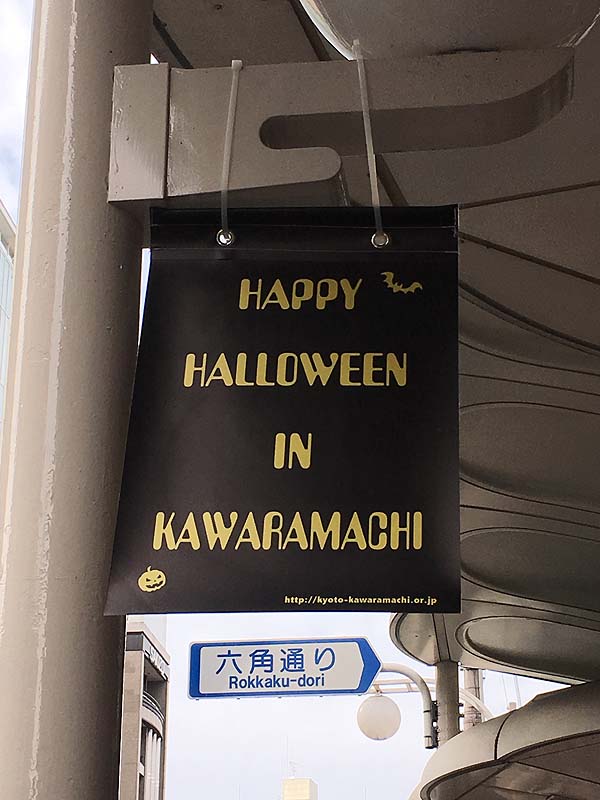 HAPPY
HALLOWEEN
IN
KAWARAMACHI
http://kyoto-kawaramachi.or.jp
六角通り
Rokkaku-dori